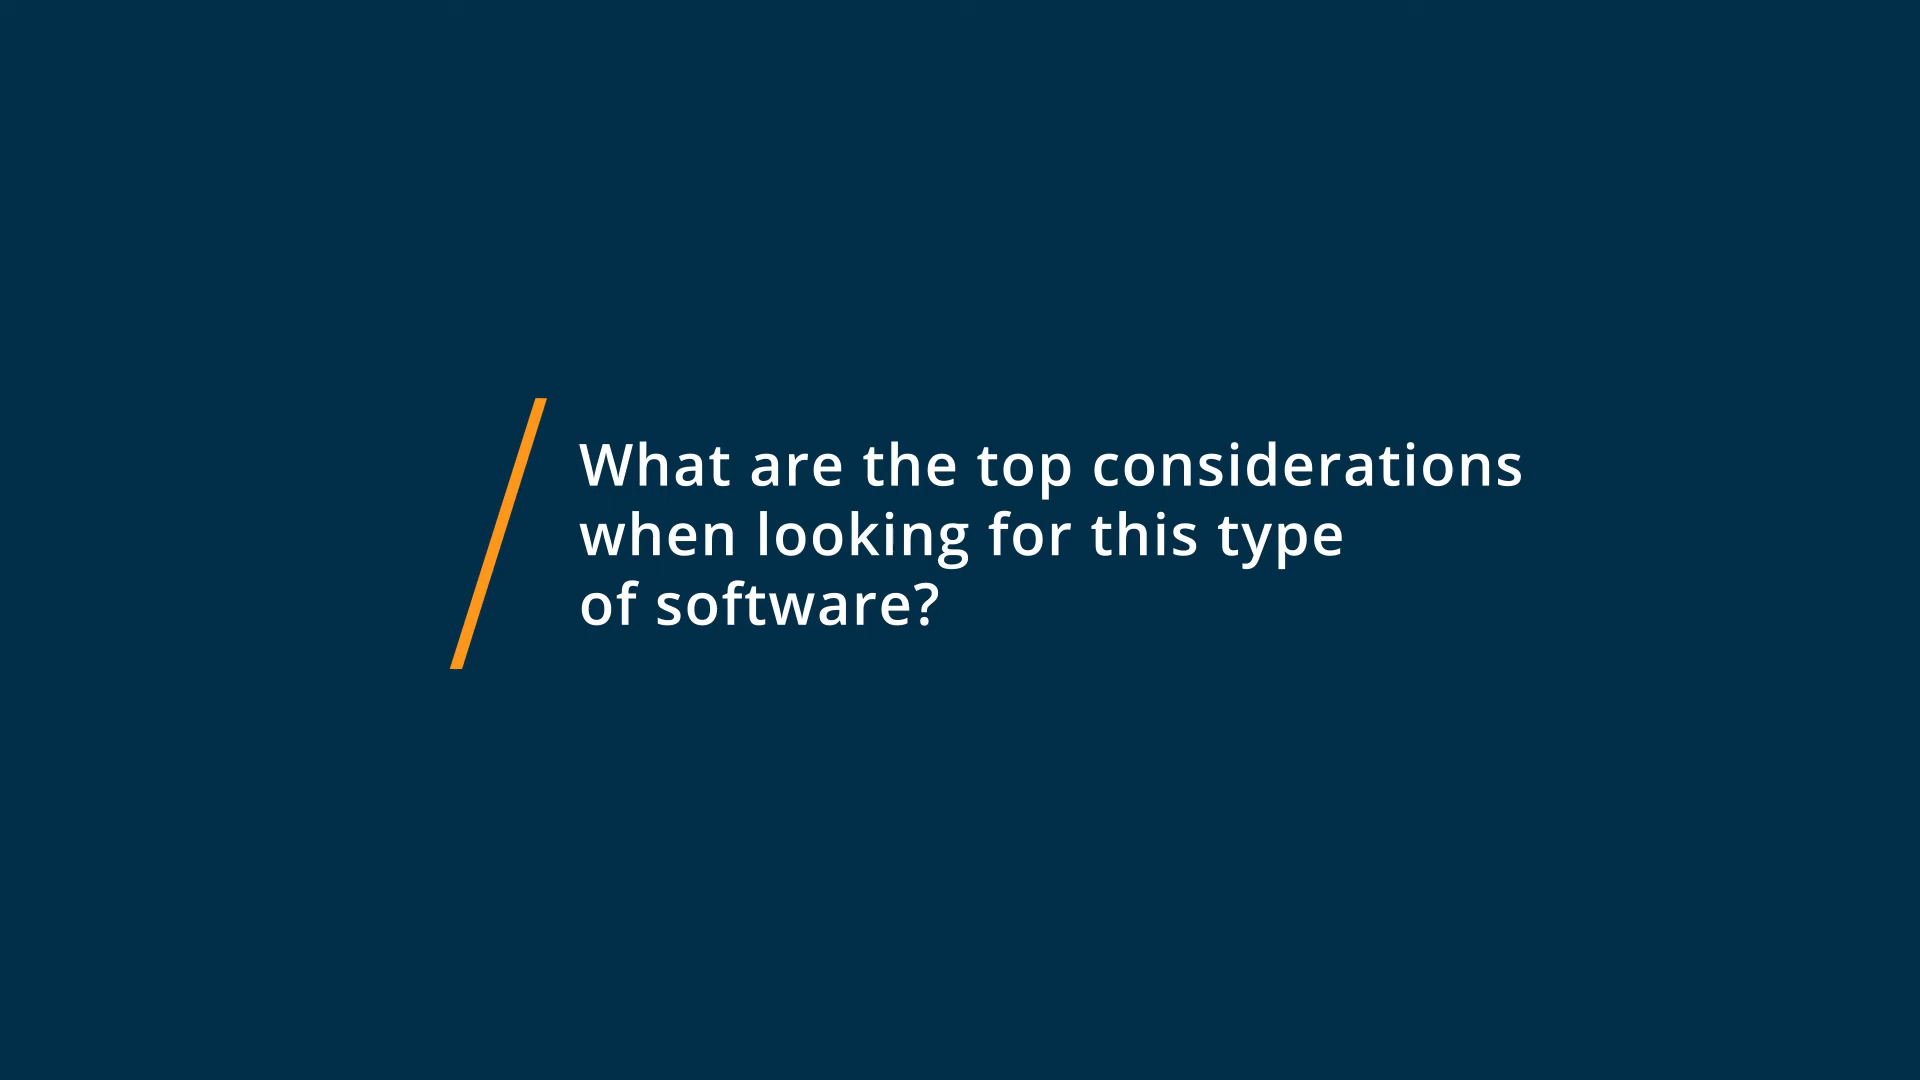 What are the top considerations
when looking for this type
of software?